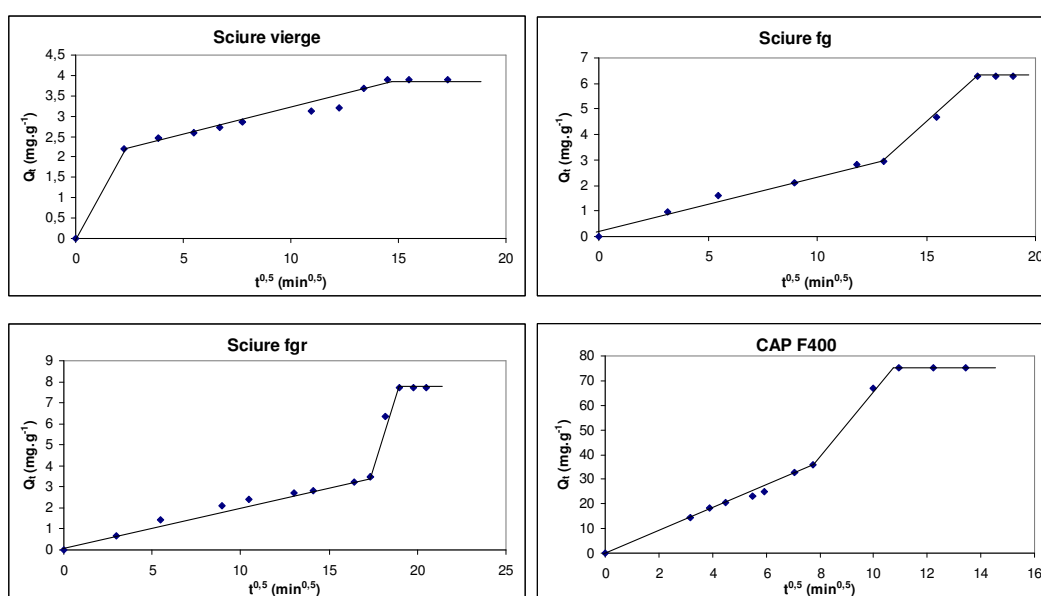 Sciure vierge
4,5
4
3,5
3
2,5
2
1,5
1
0,5
0
Qt (mg.g-1)
0 5 10 15 20
t0,5 (min0,5)
Sciure fg
7
6
5
4
3
2
1
0
Qt (mg.g-1)
0 5 10 15 20
t0,5 (min0,5)
Sciure fgr
9
8
7
6
5
4
3
2
1
0
Qt (mg.g-1)
0 5 10 15 20 25
t0,5 (min0,5)
CAP F400
80
70
60
50
40
30
20
10
0
Qt (mg.g-1)
0 2 4 6 8 10 12 14 16
t0,5 (min0,5)